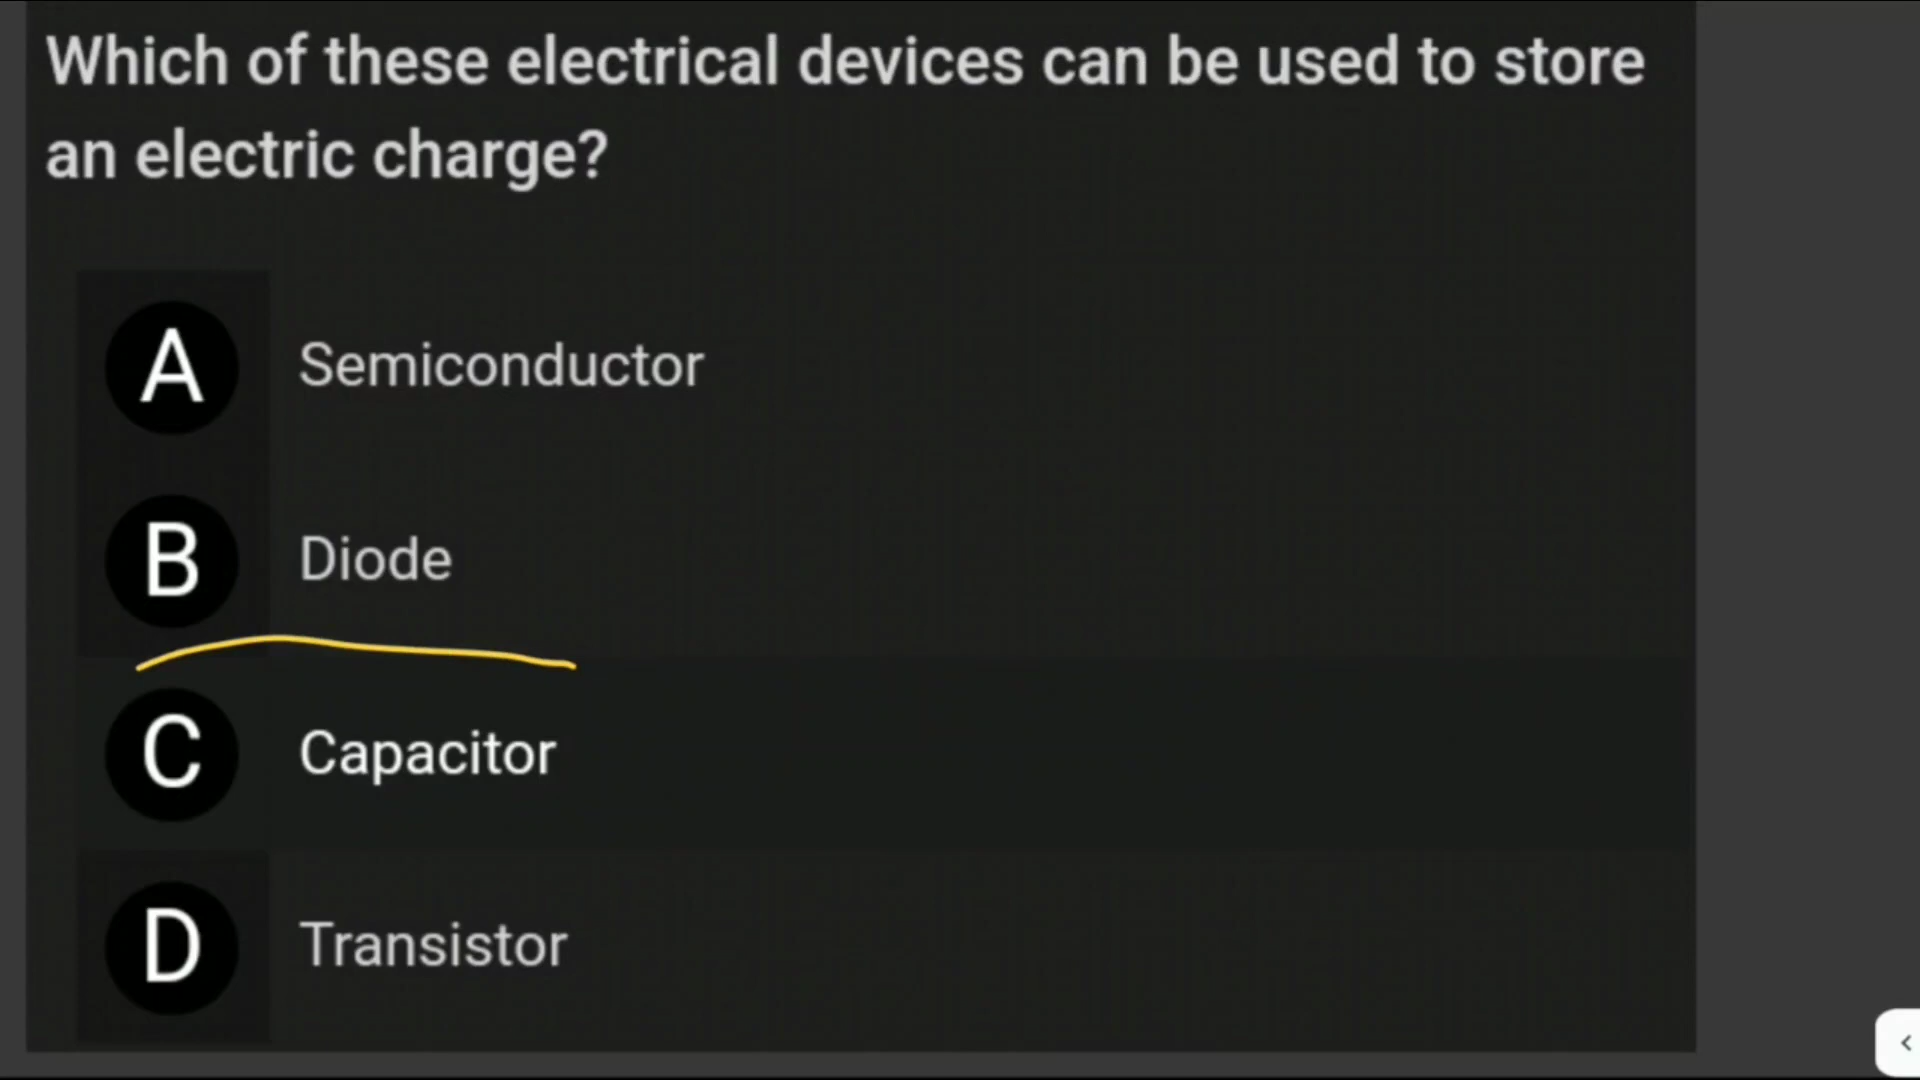 Which of these electrical devices can be used to store
an electric charge?
A Semiconductor
B Diode
C Capacitor
D Transistor